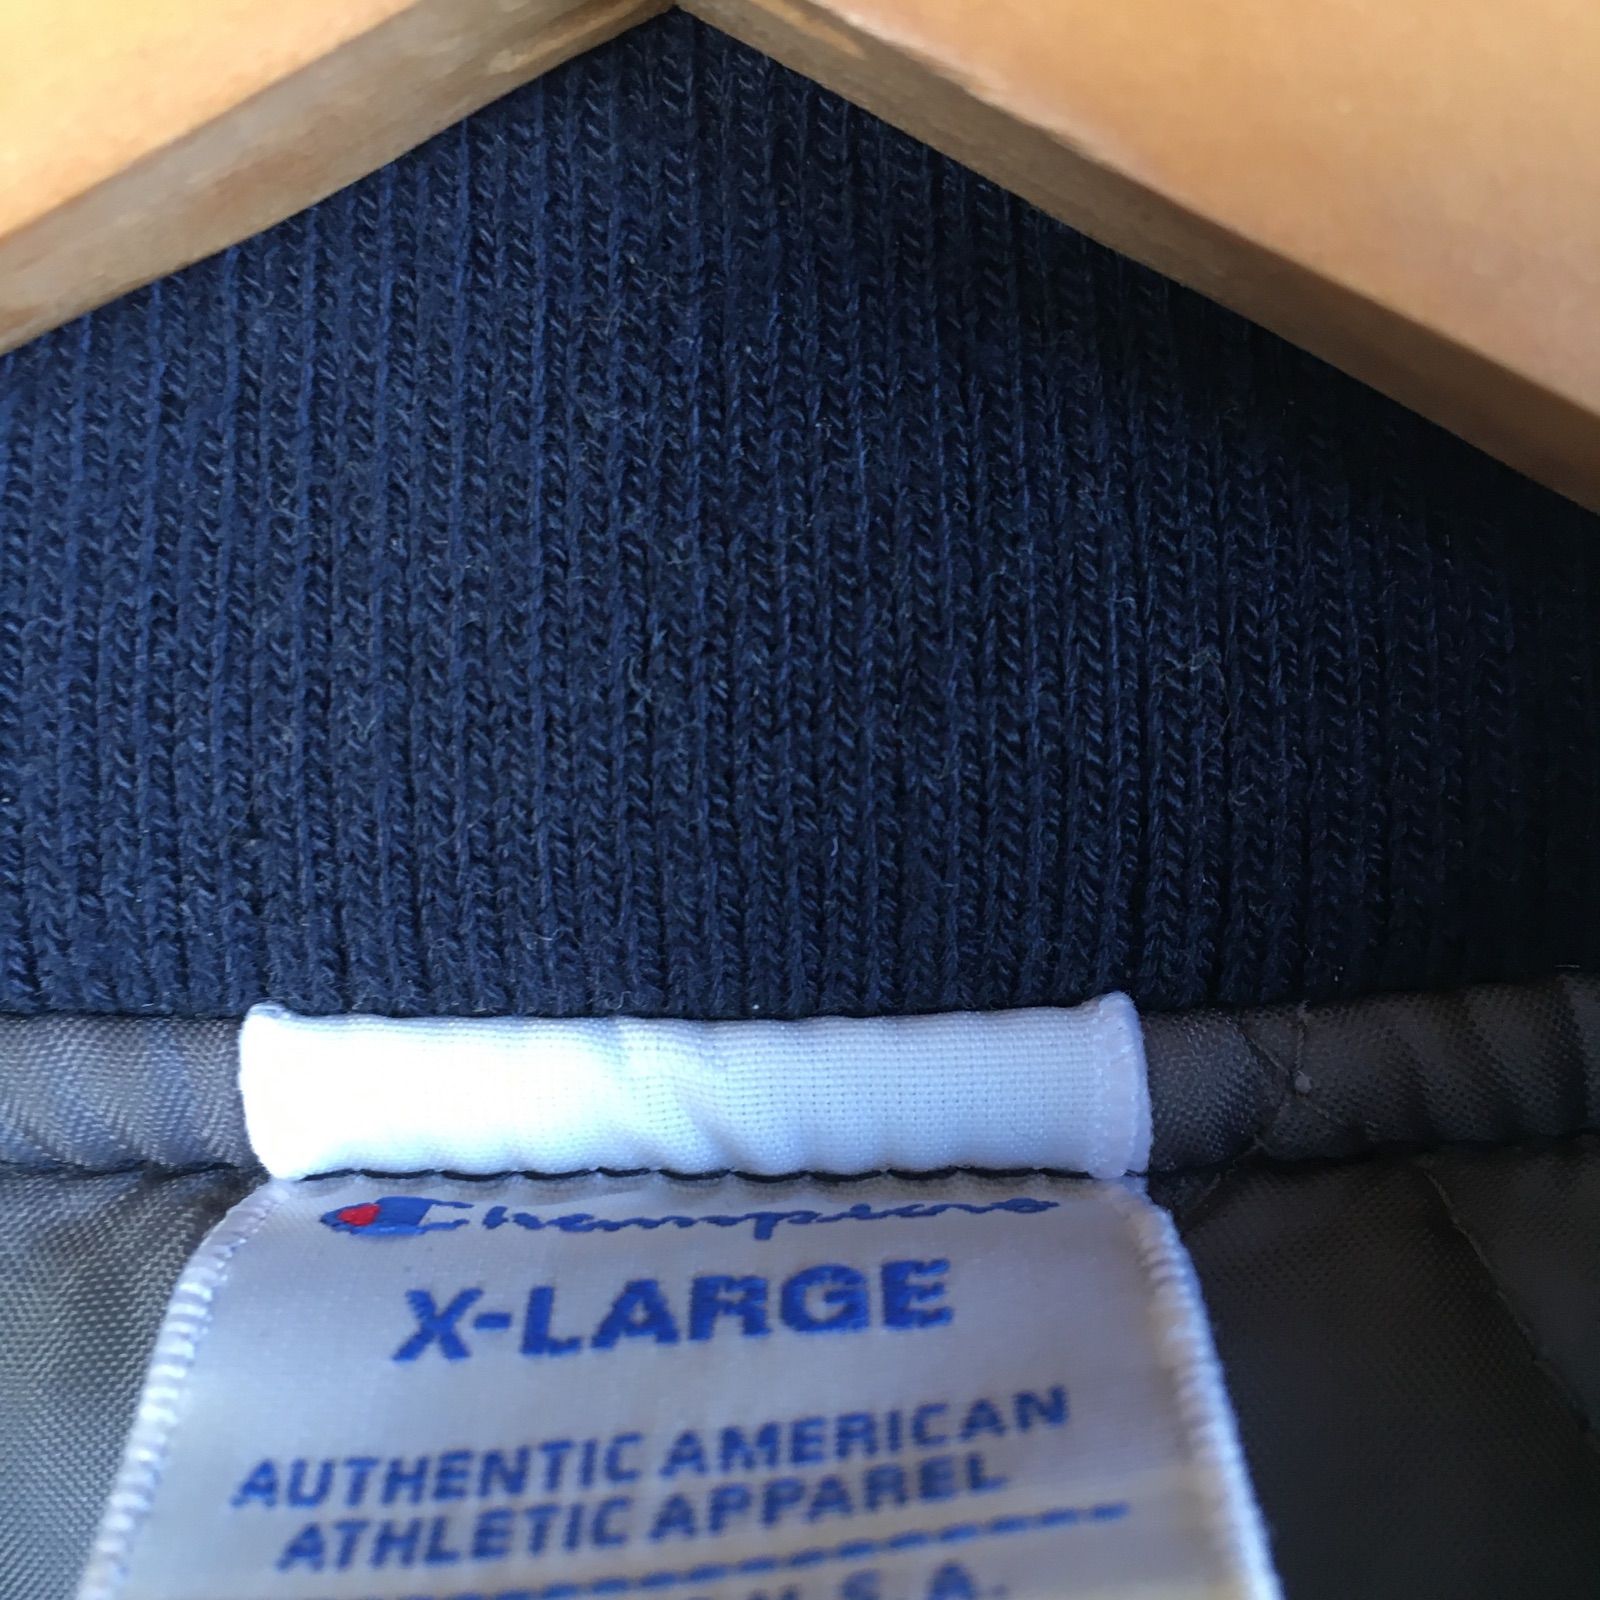 Champion
X-LARGE
AUTHENTIC AMERICAN
ATHLETIC APPAREL
U.S.A.